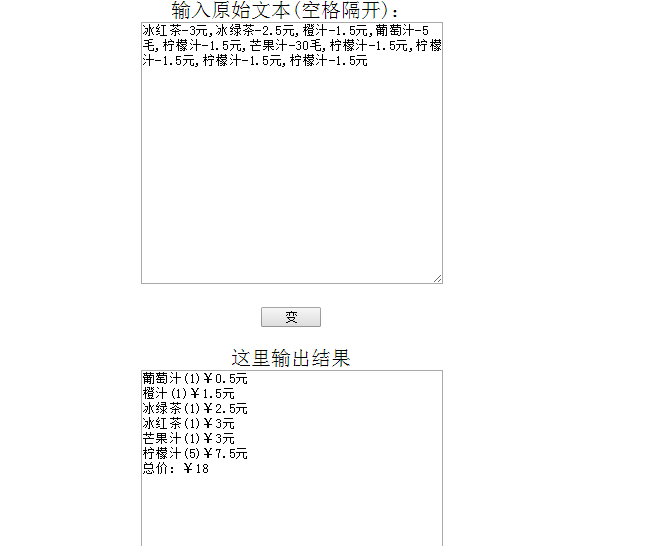 输入原始文本(空格隔开):
冰红茶-3元,冰绿茶-2.5元,橙汁-1.5元,葡萄汁-5
毛,柠檬汁-1.5元,芒果汁-30毛,柠檬汁-1.5元,柠檬
汁-1.5元,柠檬汁-1.5元,柠檬汁-1.5元
变
这里输出结果
葡萄汁(1)￥0.5元
橙汁(1)￥1.5元
冰绿茶(1)￥2.5元
冰红茶(1)￥3元
芒果汁(1)￥3元
柠檬汁(5)￥7.5元
总价: ￥18